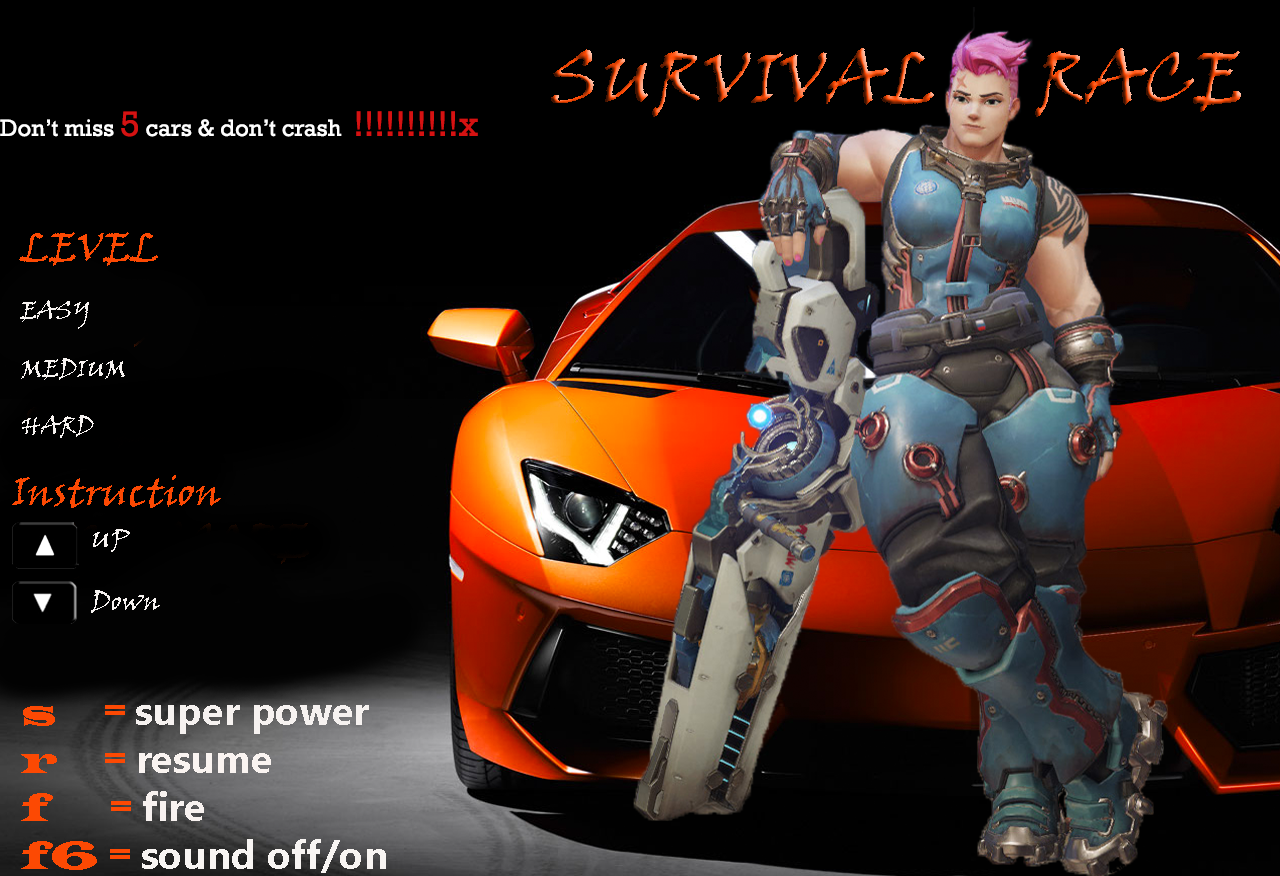 SURVIVAL RACE
Don't miss 5 cars & don't crash !!!!!!!!!!x
LEVEL
EASY
MEDIUM
HARD
Instruction
▲ UP
▼ Down
s = super power
r = resume
f = fire
f6 = sound off/on